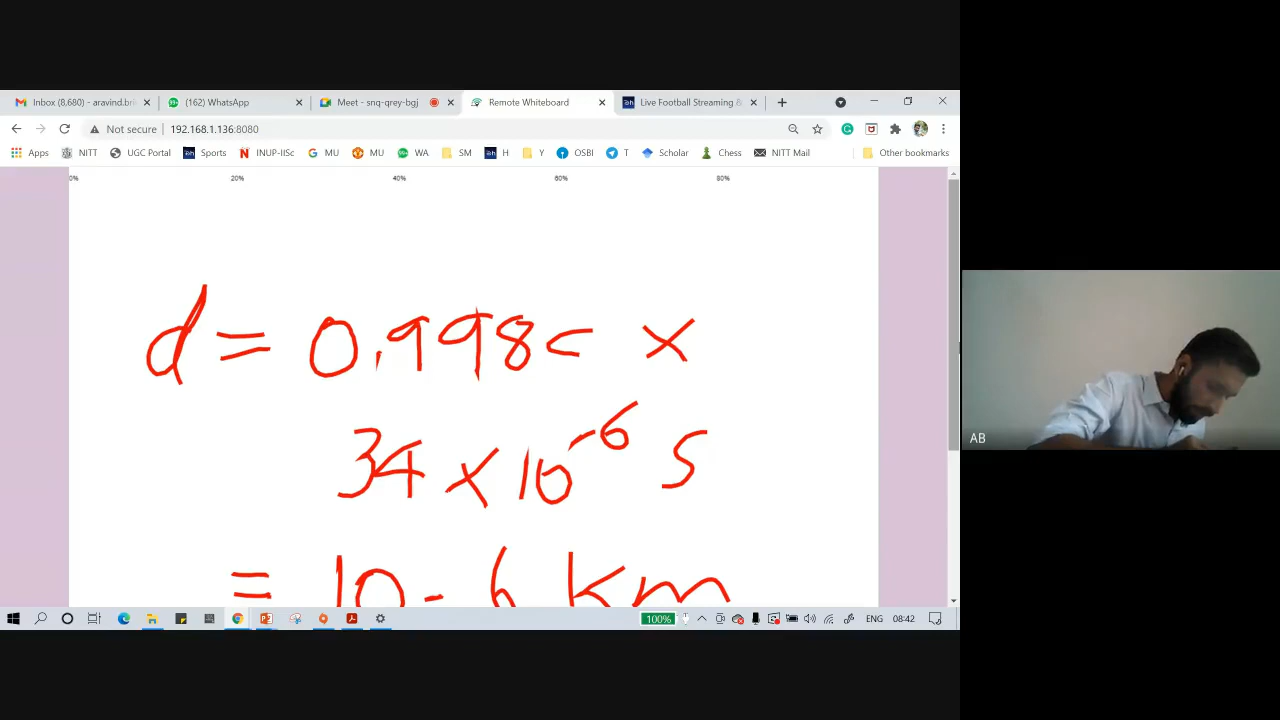 Inbox (8,680) - aravind.bri
(162) WhatsApp
Meet - snq-qrey-bgj
Remote Whiteboard
Live Football Streaming &
Not secure
192.168.1.136:8080
Apps
NITT
UGC Portal
Sports
INUP-IISc
MU
MU
WA
SM
H
Y
OSBI
T
Scholar
Chess
NITT Mail
Other bookmarks
0%
20%
40%
60%
80%
d = 0.998c ×
34 × 10⁻⁶ s
= 10.6 km
AB
100%
ENG
08:42